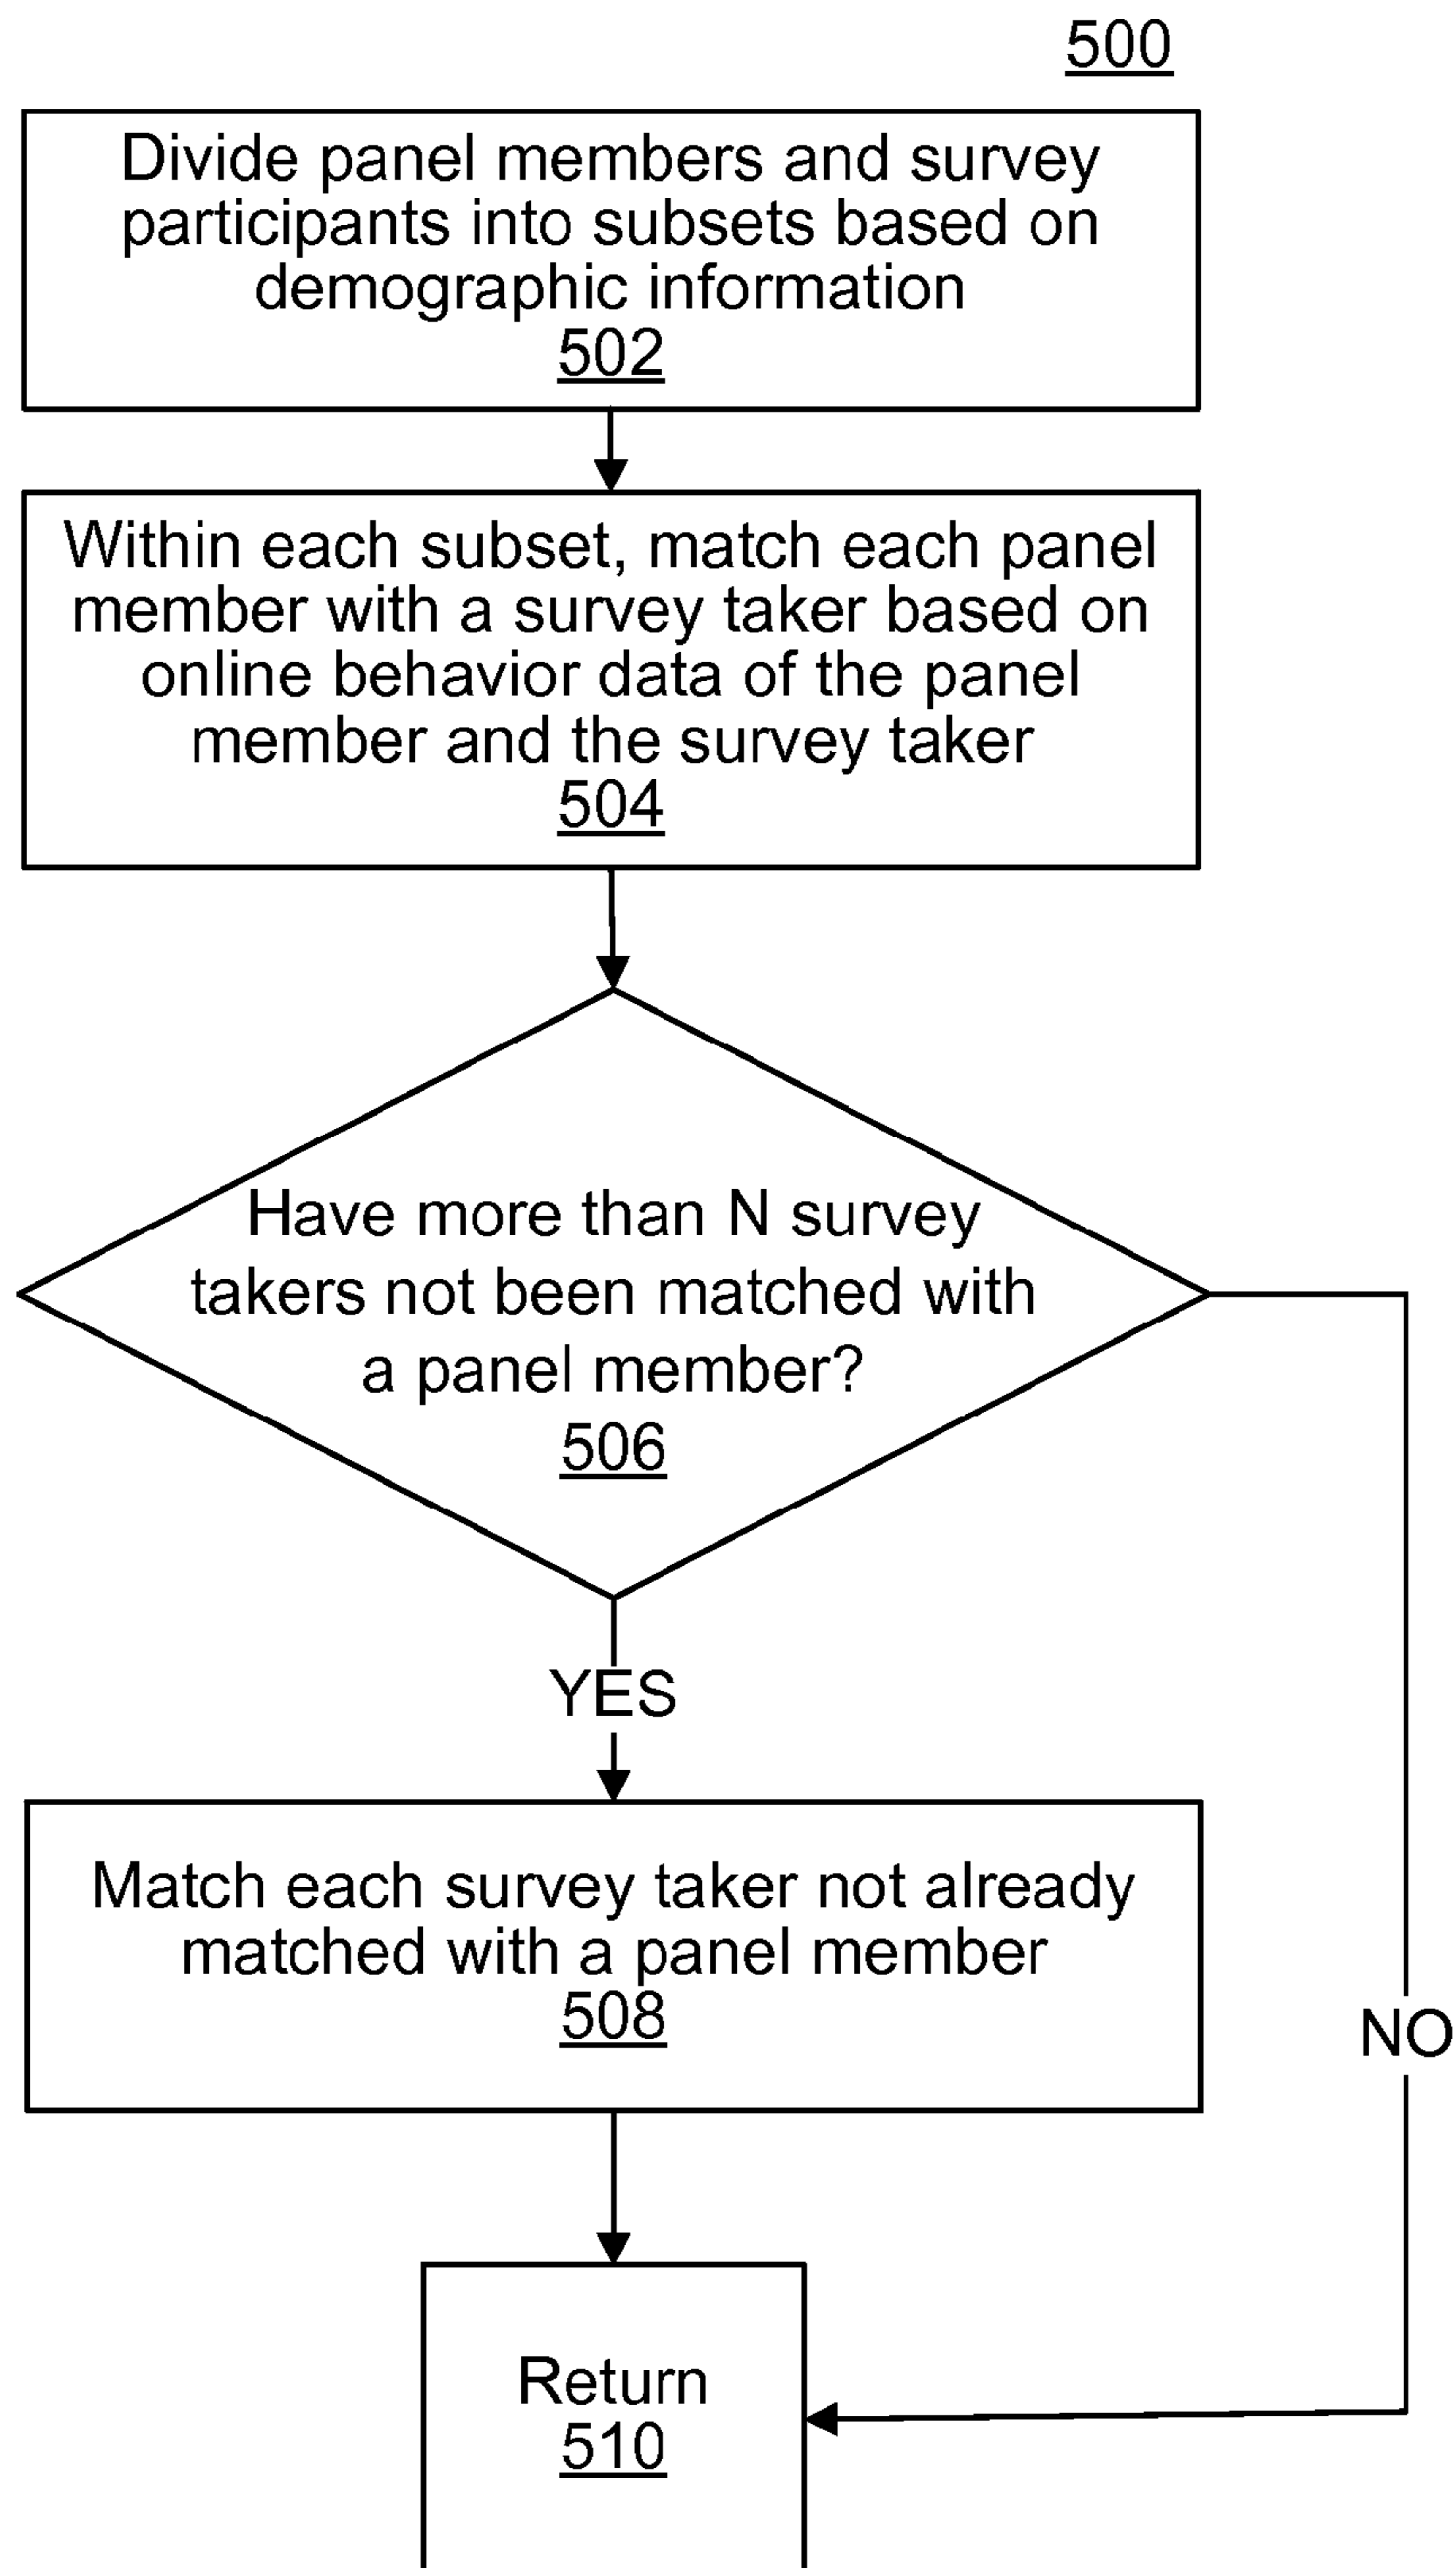 500
Divide panel members and survey
participants into subsets based on
demographic information
502
Within each subset, match each panel
member with a survey taker based on
online behavior data of the panel
member and the survey taker
504
Have more than N survey
takers not been matched with
a panel member?
506
YES
Match each survey taker not already
matched with a panel member
508
NO
Return
510